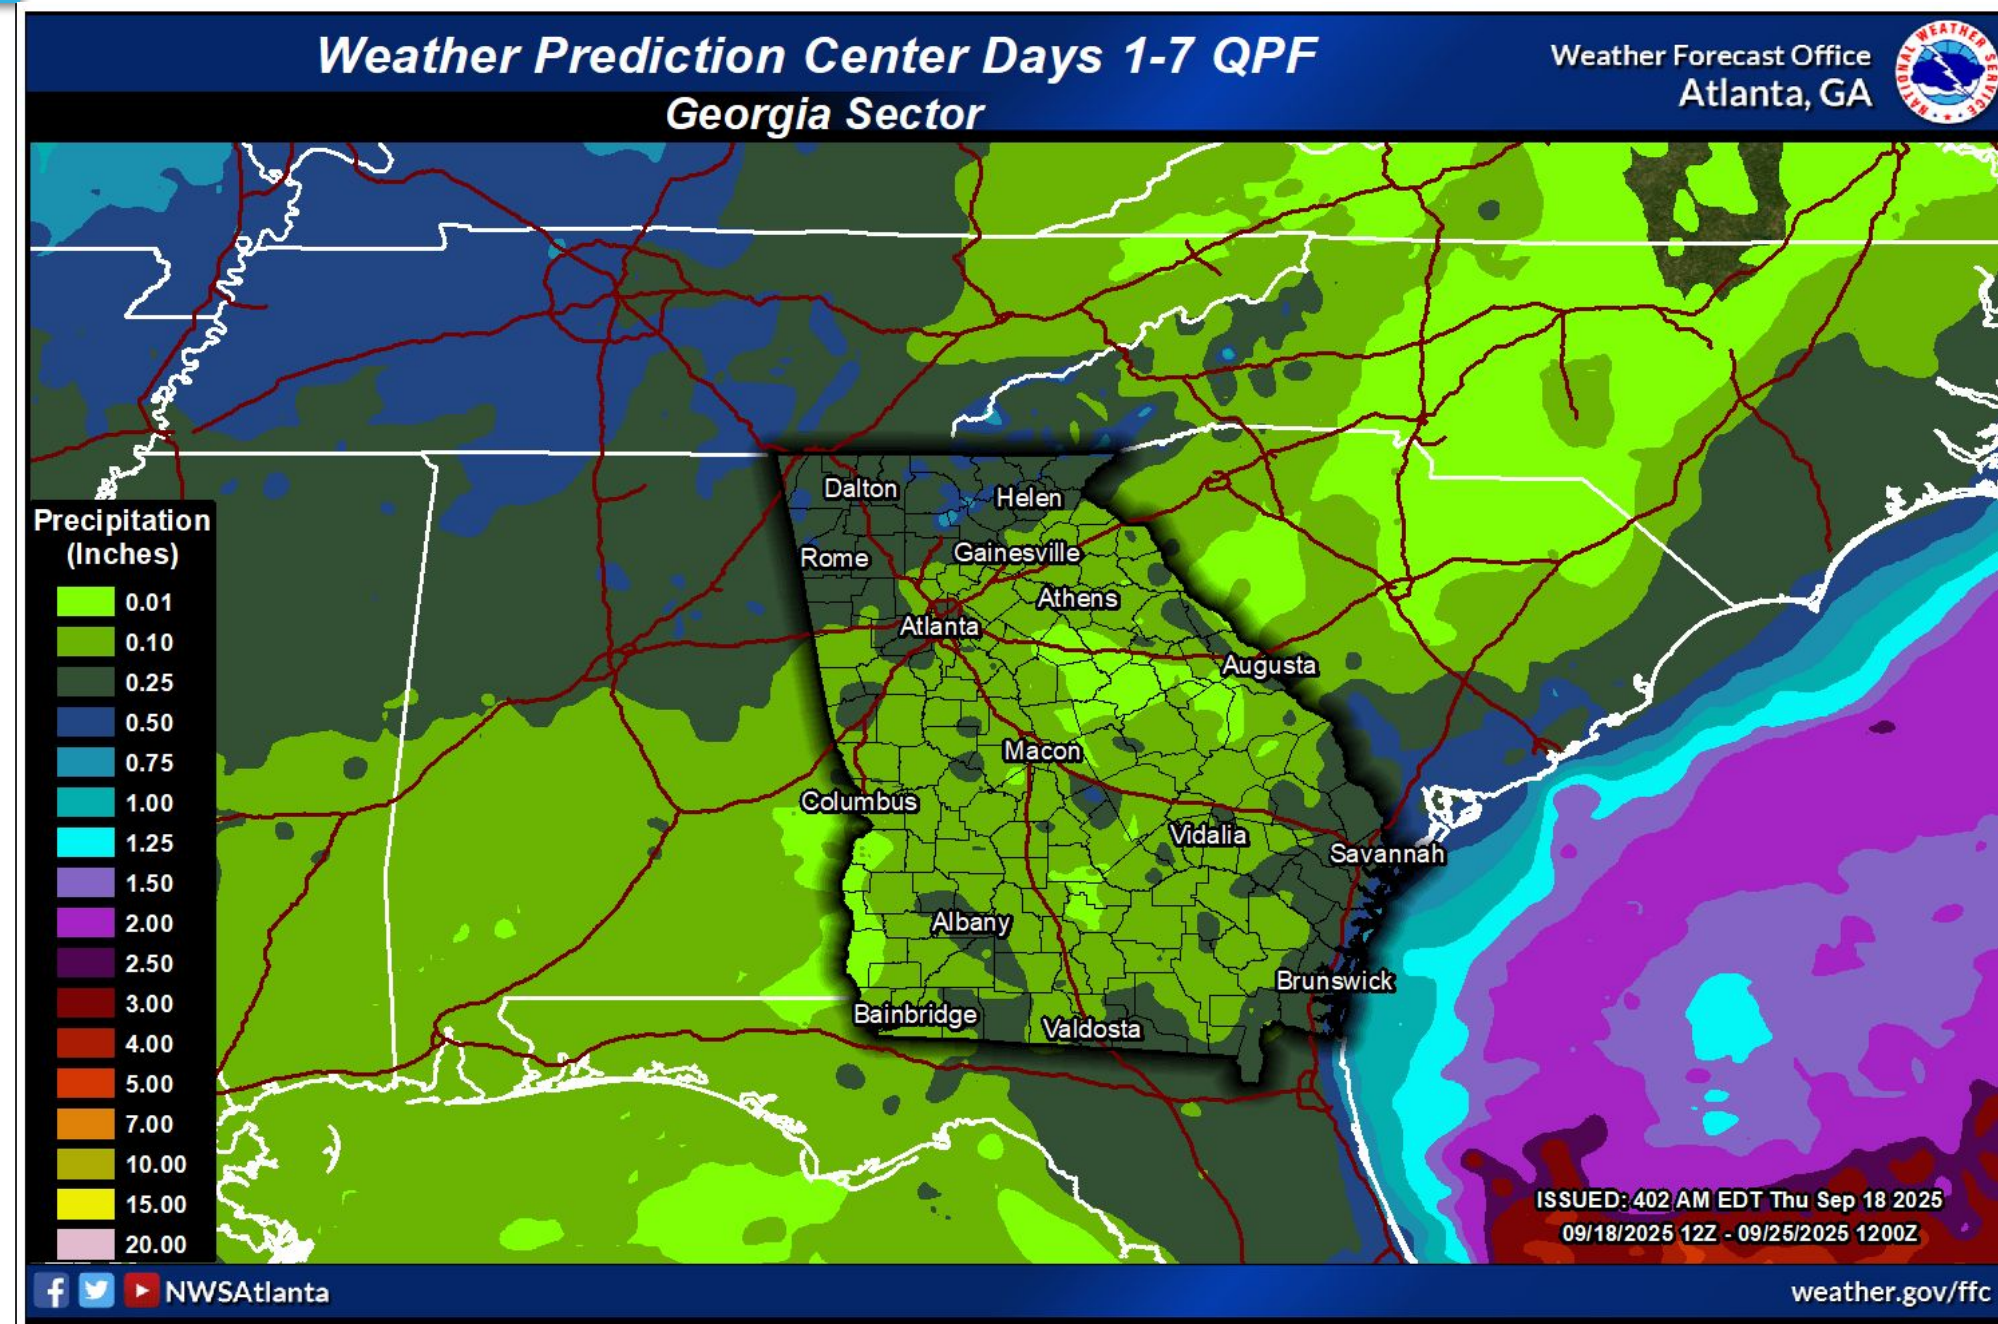 Weather Prediction Center Days 1-7 QPF
Georgia Sector
Weather Forecast Office
Atlanta, GA
NATIONAL WEATHER SERVICE
Dalton
Helen
Rome
Gainesville
Athens
Atlanta
Augusta
Macon
Columbus
Vidalia
Savannah
Albany
Brunswick
Bainbridge
Valdosta
Precipitation
(Inches)
0.01
0.10
0.25
0.50
0.75
1.00
1.25
1.50
2.00
2.50
3.00
4.00
5.00
7.00
10.00
15.00
20.00
ISSUED: 402 AM EDT Thu Sep 18 2025
09/18/2025 12Z - 09/25/2025 1200Z
NWSAtlanta
weather.gov/ffc